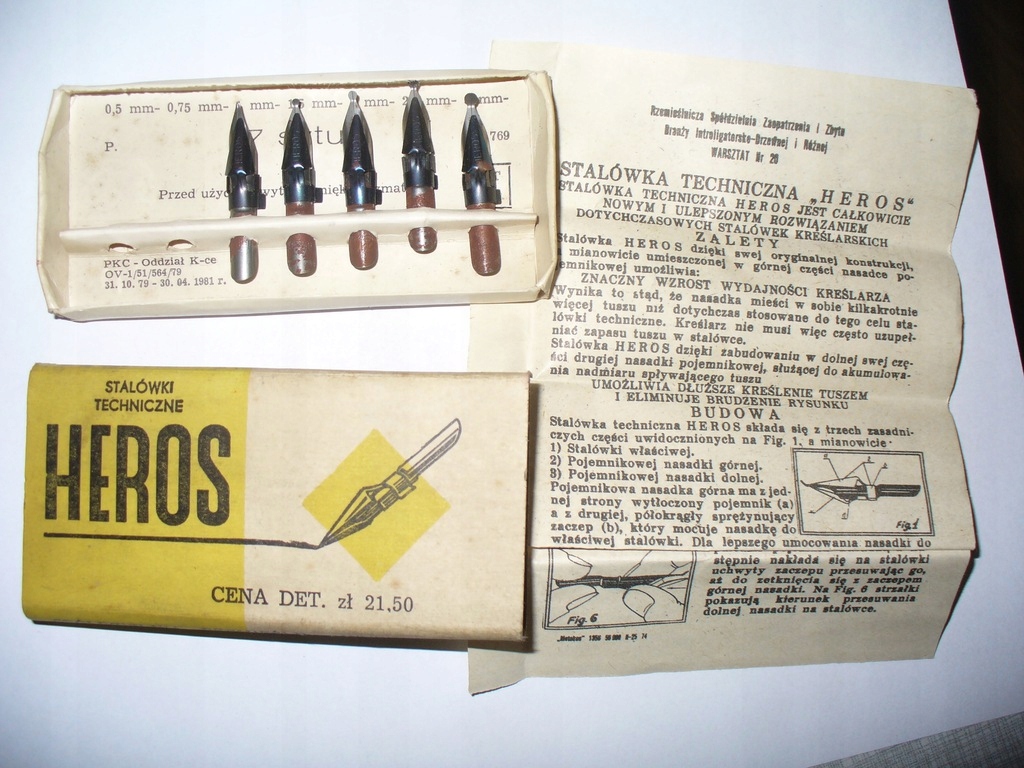 0,5 mm- 0,75 mm- mm- mm- mm- mm- mm-
P. sztu 769
Przed
PKC - Oddział K-ce
OV-1/51/564/79
31. 10. 79 - 30. 04. 1981 r.
STALÓWKI
TECHNICZNE
HEROS
CENA DET. zł 21,50
Rzemieślnicza Spółdzielnia Zaopatrzenia i Zbytu
Branży Introligatorsko-Drzewnej i Różnej
WARSZTAT Nr 20
STALÓWKA TECHNICZNA „HEROS"
STALÓWKA TECHNICZNA HEROS JEST CAŁKOWICIE
NOWYM I ULEPSZONYM ROZWIĄZANIEM
DOTYCHCZASOWYCH STALÓWEK KREŚLARSKICH
ZALETY
Stalówka HEROS dzięki swej oryginalnej konstrukcji,
a mianowicie umieszczonej w górnej części nasadce po-
jemnikowej umożliwia:
ZNACZNY WZROST WYDAJNOŚCI KREŚLARZA
Wynika to stąd, że nasadka mieści w sobie kilkakrotnie
więcej tuszu niż dotychczas stosowane do tego celu sta-
lówki techniczne. Kreślarz nie musi więc często uzupeł-
niać zapasu tuszu w stalówce.
Stalówka HEROS dzięki zabudowaniu w dolnej swej czę-
ści drugiej nasadki pojemnikowej, służącej do akumulowa-
nia nadmiaru spływającego tuszu
UMOŻLIWIA DŁUŻSZE KREŚLENIE TUSZEM
I ELIMINUJE BRUDZENIE RYSUNKU
BUDOWA
Stalówka techniczna HEROS składa się z trzech zasadni-
czych części uwidocznionych na Fig. 1, a mianowicie:
1) Stalówki właściwej.
2) Pojemnikowej nasadki górnej.
3) Pojemnikowej nasadki dolnej.
Pojemnikowa nasadka górna ma z jed-
nej strony wytłoczony pojemnik (a)
a z drugiej, półokrągły sprężynujący
zaczep (b), który mocuje nasadkę do
właściwej stalówki. Dla lepszego umocowania nasadki do
Fig.1
stępnie nakłada się na stalówki
uchwyty zaczepu przesuwając go,
aż do zetknięcia się z zaczepem
górnej nasadki. Na Fig. 6 strzałki
pokazują kierunek przesuwania
dolnej nasadki na stalówce.
Fig. 6